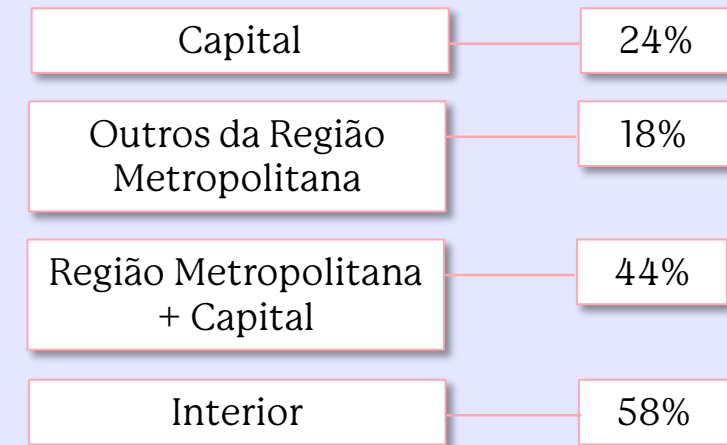 Capital 24%
Outros da Região
Metropolitana
18%
Região Metropolitana
+ Capital
44%
Interior 58%